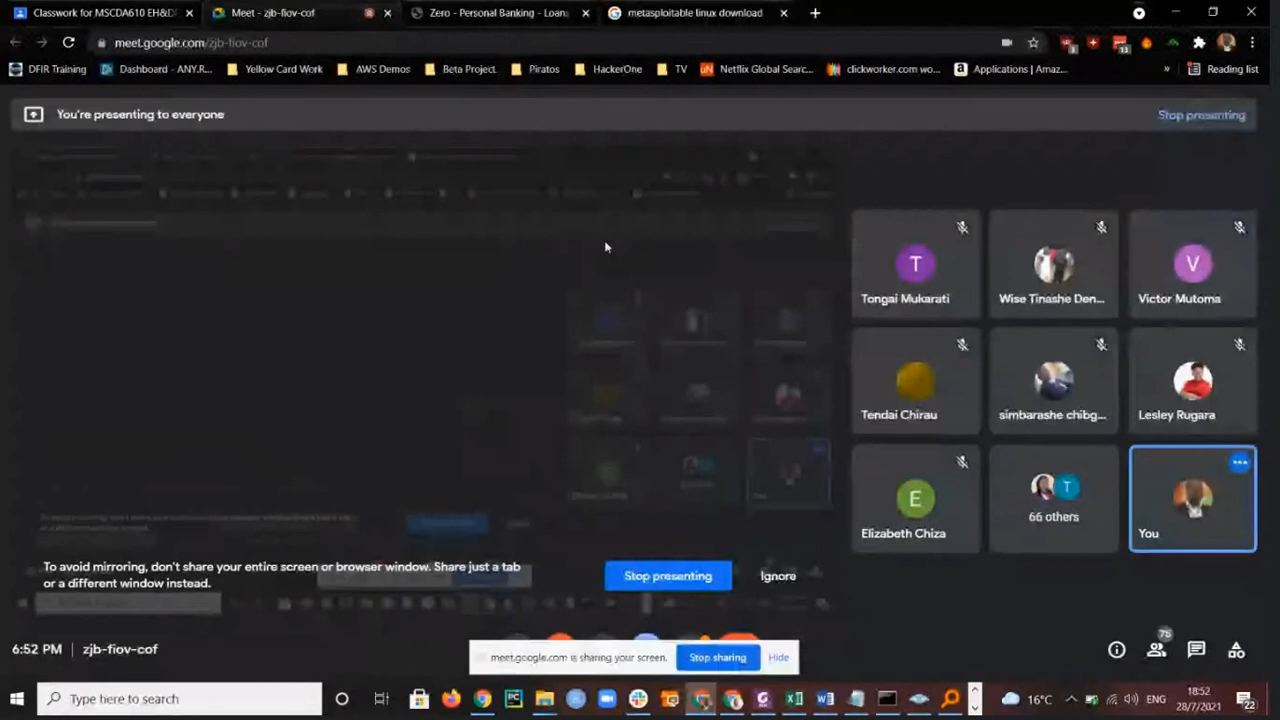 Classwork for MSCDA610 EH&DI
Meet - zjb-fiov-cof
Zero - Personal Banking - Loans
metasploitable linux download
meet.google.com/zjb-fiov-cof
DFIR Training
Dashboard - ANY.R...
Yellow Card Work
AWS Demos
Beta Project
Piratos
HackerOne
TV
Netflix Global Searc...
clickworker.com wo...
Applications | Amaz...
»
Reading list
You're presenting to everyone
Stop presenting
Tongai Mukarati
Wise Tinashe Den...
Victor Mutoma
Tendai Chirau
simbarashe chibg...
Lesley Rugara
Elizabeth Chiza
66 others
You
To avoid mirroring, don't share your entire screen or browser window. Share just a tab
or a different window instead.
Stop presenting
Ignore
6:52 PM | zjb-fiov-cof
meet.google.com is sharing your screen.
Stop sharing
Hide
Type here to search
16°C
ENG
18:52
28/7/2021
22